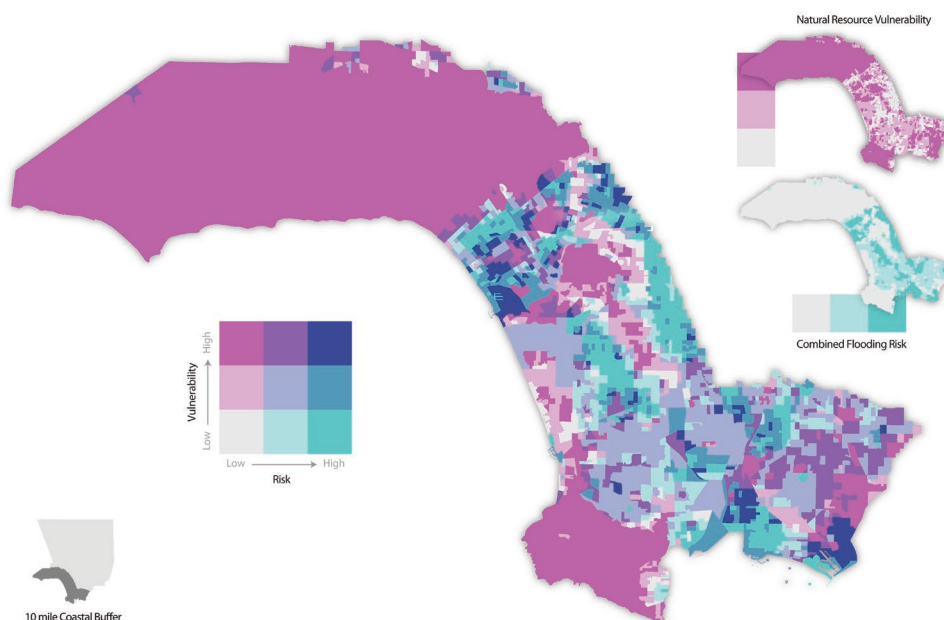 Natural Resource Vulnerability
Combined Flooding Risk
High
Vulnerability
Low
Low
High
Risk
10 mile Coastal Buffer